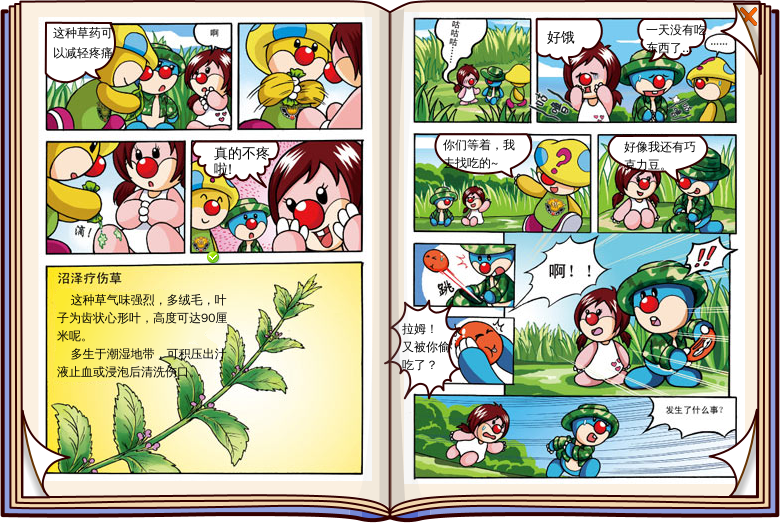 这种草药可
以减轻疼痛
啊
滴！
真的不疼
啦!
沼泽疗伤草
这种草气味强烈，多绒毛，叶
子为齿状心形叶，高度可达90厘
米呢。
多生于潮湿地带，可积压出汁
液止血或浸泡后清洗伤口。
咕
咕
咕
……
好饿
一天没有吃
东西了...
……
咕
咕
你们等着，我
去找吃的~
?
好像我还有巧
克力豆。
跳
啊！！
!!
拉姆！
又被你偷
吃了？
发生了什么事?